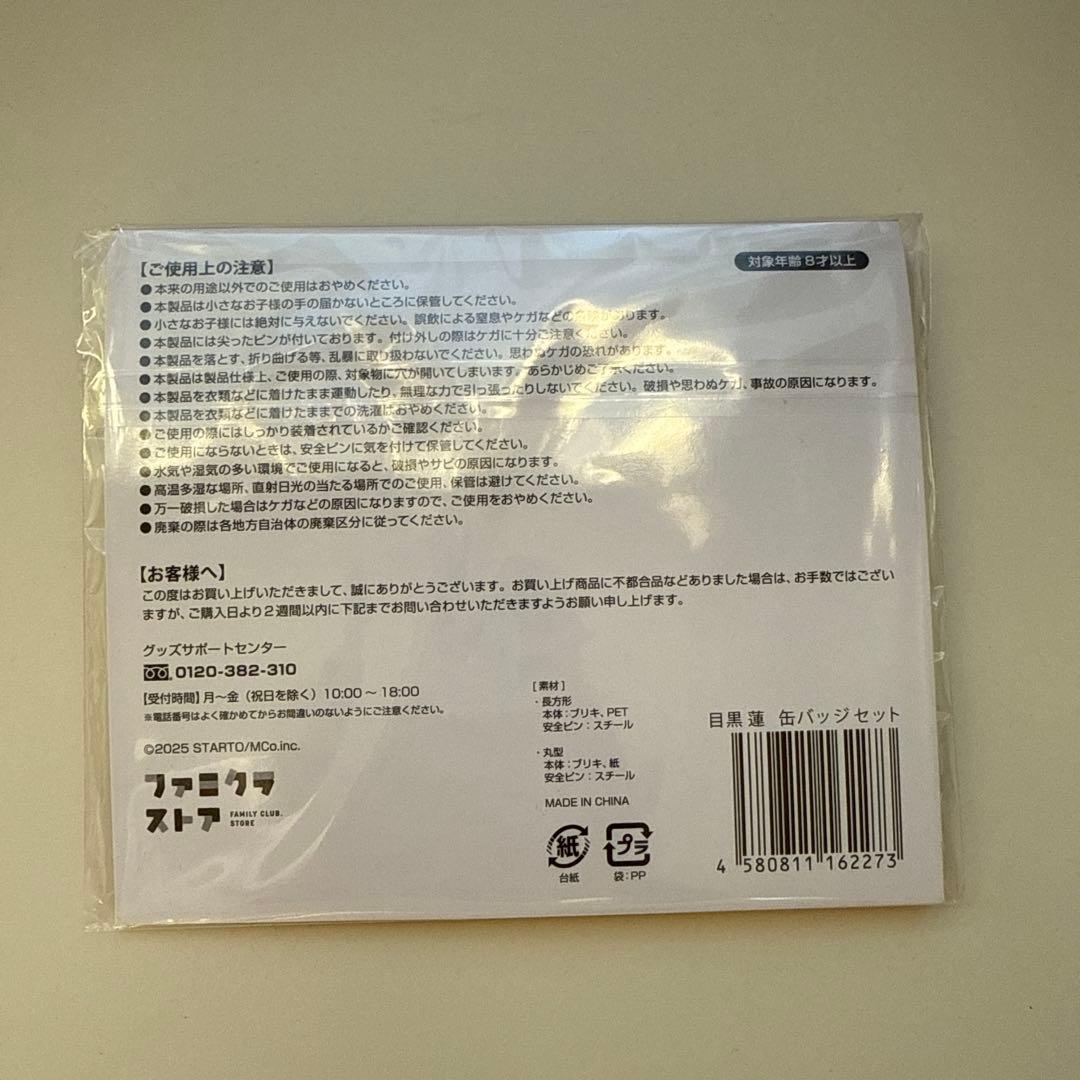 【ご使用上の注意】
対象年齢 8才以上
●本来の用途以外でのご使用はおやめください。
●本製品は小さなお子様の手の届かないところに保管してください。
●小さなお子様には絶対に与えないでください。誤飲による窒息やケガなどの危険があります。
●本製品には尖ったピンが付いております。付け外しの際はケガに十分ご注意ください。
●本製品を落とす、折り曲げる等、乱暴に取り扱わないでください。思わぬケガの恐れがあります。
●本製品は製品仕様上、ご使用の際、対象物に穴が開いてしまいます。あらかじめご了承ください。
●本製品を衣類などに着けたまま運動したり、無理な力で引っ張ったりしないでください。破損や思わぬケガ、事故の原因になります。
●本製品を衣類などに着けたままでの洗濯はおやめください。
●ご使用の際にはしっかり装着されているかご確認ください。
●ご使用にならないときは、安全ピンに気を付けて保管してください。
●水気や湿気の多い環境でご使用になると、破損やサビの原因になります。
●高温多湿な場所、直射日光の当たる場所でのご使用、保管は避けてください。
●万一破損した場合はケガなどの原因になりますので、ご使用をおやめください。
●廃棄の際は各地方自治体の廃棄区分に従ってください。
【お客様へ】
この度はお買い上げいただきまして、誠にありがとうございます。お買い上げ商品に不都合品などありました場合は、お手数ではござい
ますが、ご購入日より2週間以内に下記までお問い合わせいただきますようお願い申し上げます。
グッズサポートセンター
0120-382-310
【受付時間】月〜金（祝日を除く）10:00〜18:00
※電話番号はよく確かめてからお間違いのないようにご注意ください。
©2025 STARTO/MCo.inc.
ファミクラ
ストア FAMILY CLUB.
STORE
[素材]
・長方形
本体：ブリキ、PET
安全ピン：スチール
・丸型
本体：ブリキ、紙
安全ピン：スチール
MADE IN CHINA
紙
台紙
プラ
袋：PP
目黒 蓮 缶バッジセット
4 580811 162273